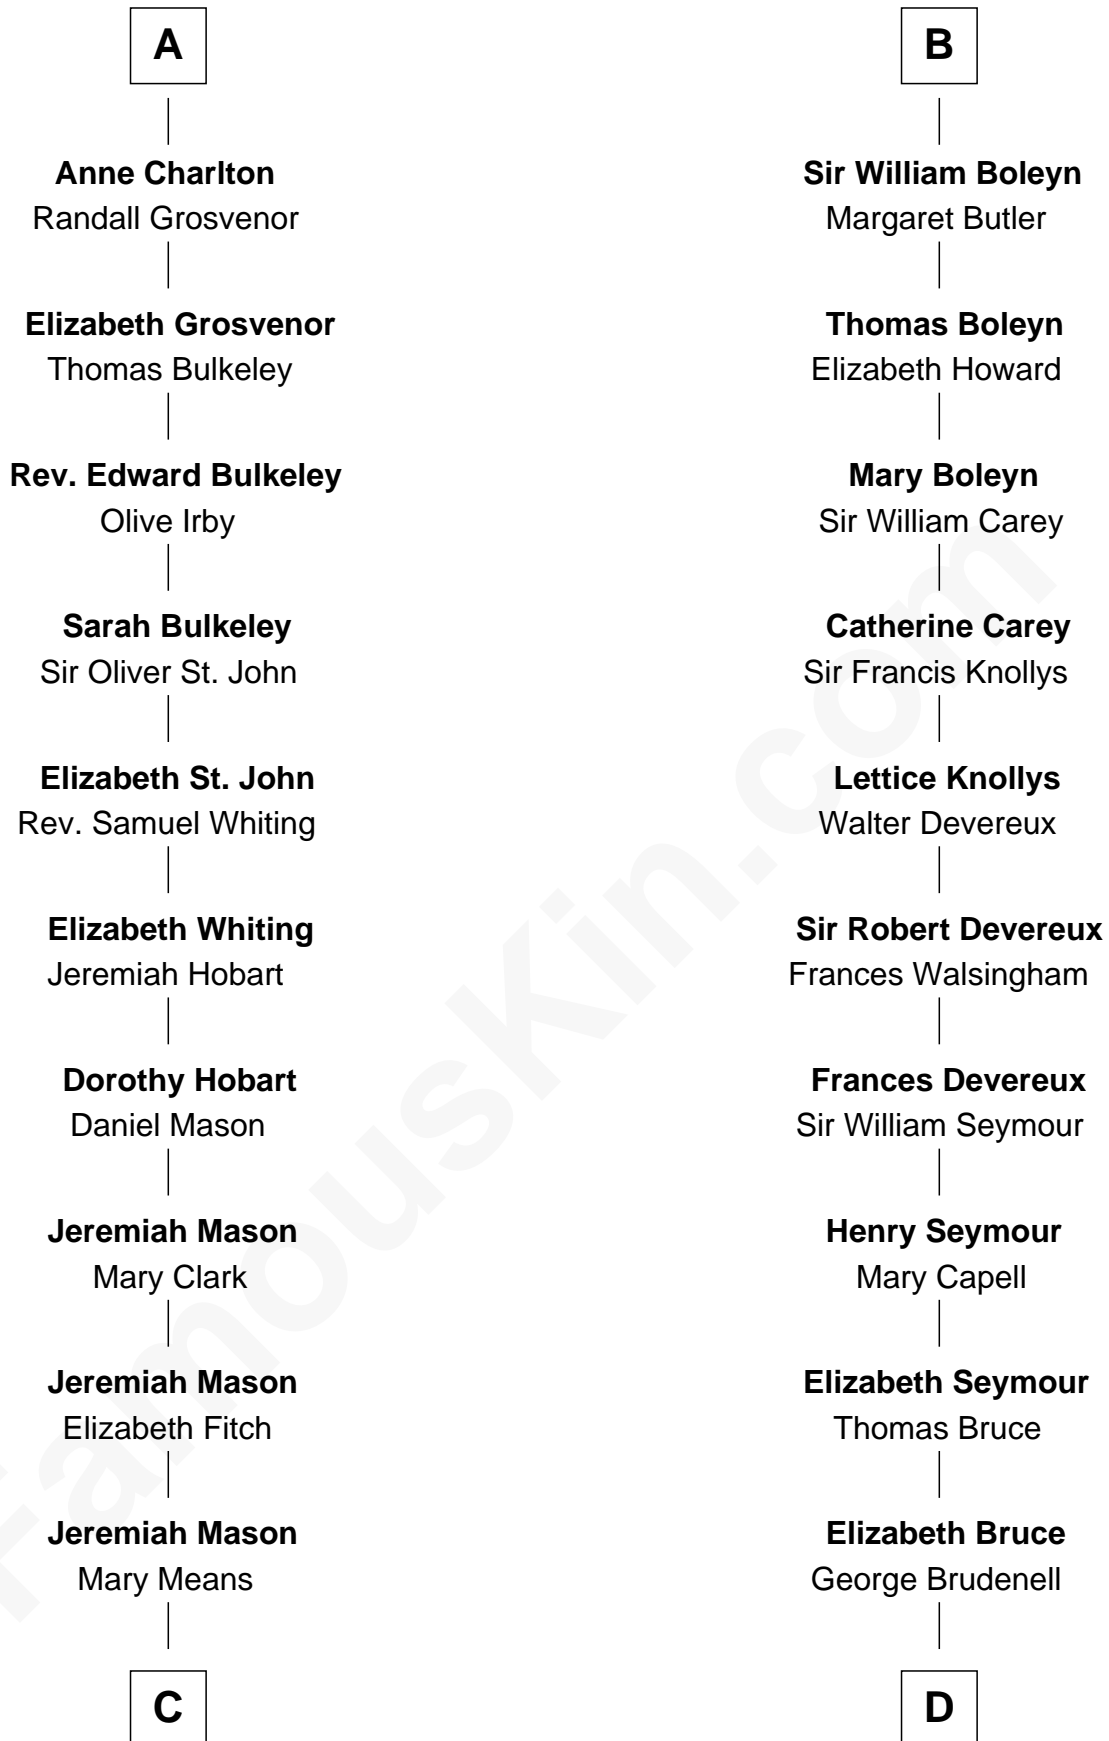 A
Anne Charlton
Randall Grosvenor
Elizabeth Grosvenor
Thomas Bulkeley
Rev. Edward Bulkeley
Olive Irby
Sarah Bulkeley
Sir Oliver St. John
Elizabeth St. John
Rev. Samuel Whiting
Elizabeth Whiting
Jeremiah Hobart
Dorothy Hobart
Daniel Mason
Jeremiah Mason
Mary Clark
Jeremiah Mason
Elizabeth Fitch
Jeremiah Mason
Mary Means
C
B
Sir William Boleyn
Margaret Butler
Thomas Boleyn
Elizabeth Howard
Mary Boleyn
Sir William Carey
Catherine Carey
Sir Francis Knollys
Lettice Knollys
Walter Devereux
Sir Robert Devereux
Frances Walsingham
Frances Devereux
Sir William Seymour
Henry Seymour
Mary Capell
Elizabeth Seymour
Thomas Bruce
Elizabeth Bruce
George Brudenell
D
FamousKin.com